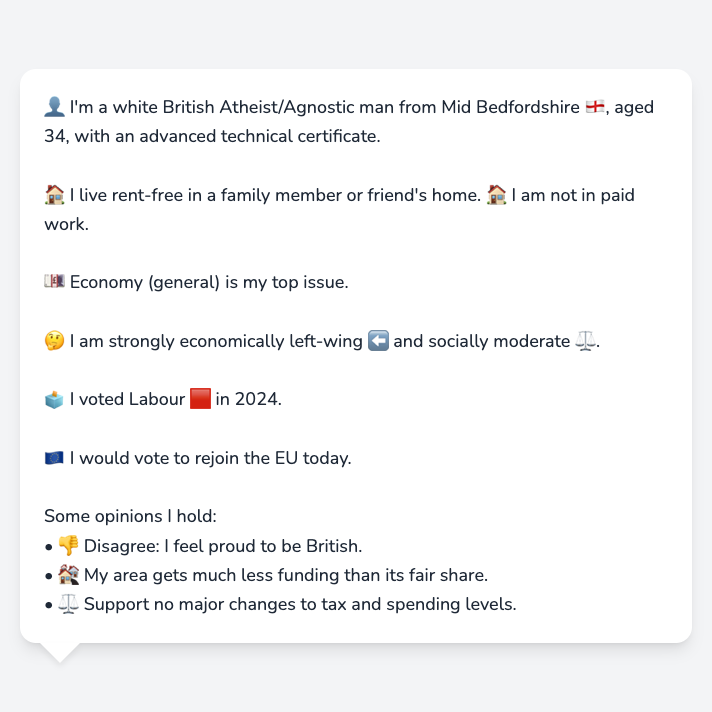 👤 I'm a white British Atheist/Agnostic man from Mid Bedfordshire 🏴󠁧󠁢󠁥󠁮󠁧󠁿, aged
34, with an advanced technical certificate.
🏠 I live rent-free in a family member or friend's home. 🏠 I am not in paid
work.
💷 Economy (general) is my top issue.
🤔 I am strongly economically left-wing ⬅️ and socially moderate ⚖️.
🗳️ I voted Labour 🟥 in 2024.
🇪🇺 I would vote to rejoin the EU today.
Some opinions I hold:
• 👎 Disagree: I feel proud to be British.
• 🏚️ My area gets much less funding than its fair share.
• ⚖️ Support no major changes to tax and spending levels.